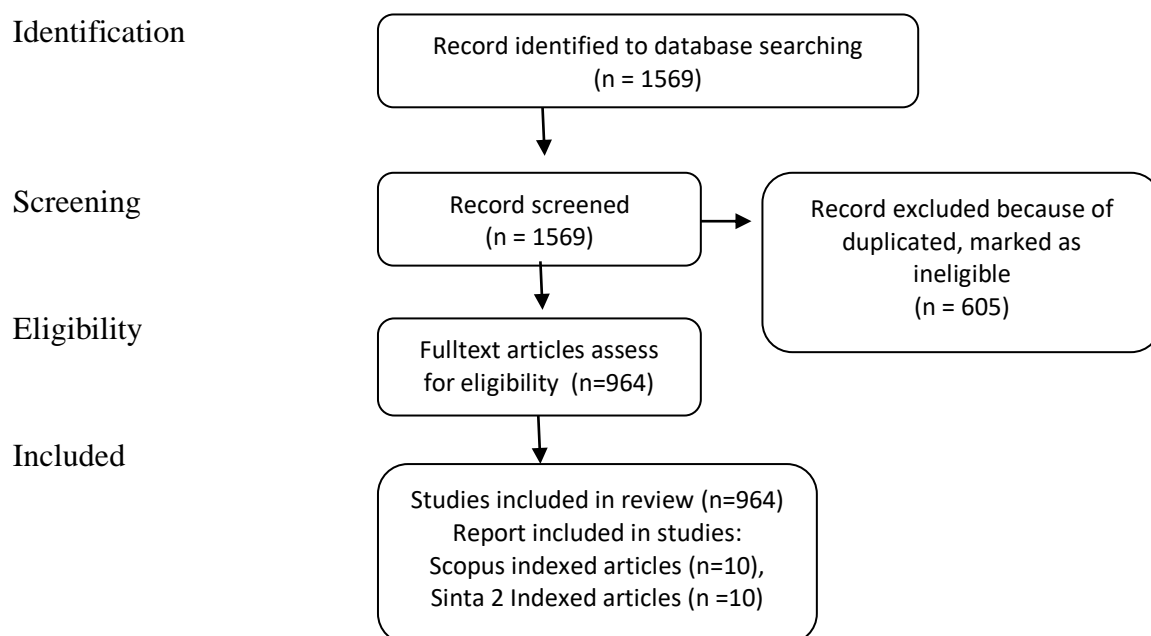 Identification
Record identified to database searching
(n = 1569)
Screening
Record screened
(n = 1569)
Record excluded because of
duplicated, marked as
ineligible
(n = 605)
Eligibility
Fulltext articles assess
for eligibility (n=964)
Included
Studies included in review (n=964)
Report included in studies:
Scopus indexed articles (n=10),
Sinta 2 Indexed articles (n =10)